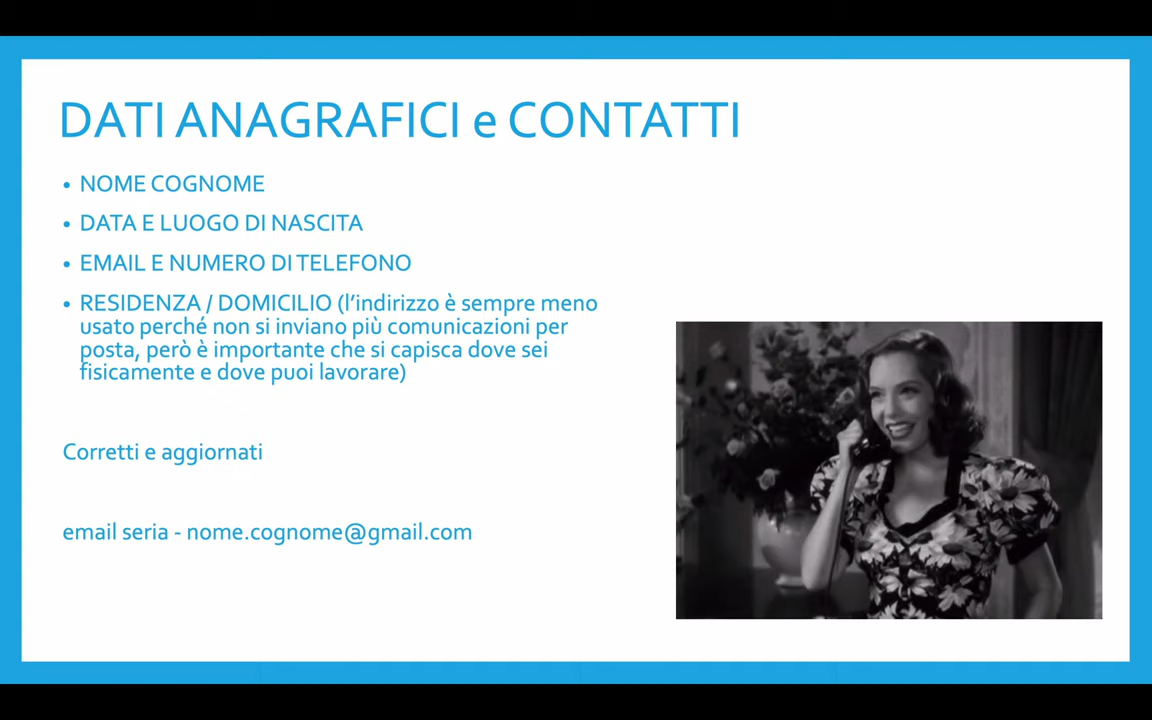 DATI ANAGRAFICI e CONTATTI
• NOME COGNOME
• DATA E LUOGO DI NASCITA
• EMAIL E NUMERO DI TELEFONO
• RESIDENZA / DOMICILIO (l’indirizzo è sempre meno
usato perché non si inviano più comunicazioni per
posta, però è importante che si capisca dove sei
fisicamente e dove puoi lavorare)
Corretti e aggiornati
email seria - nome.cognome@gmail.com